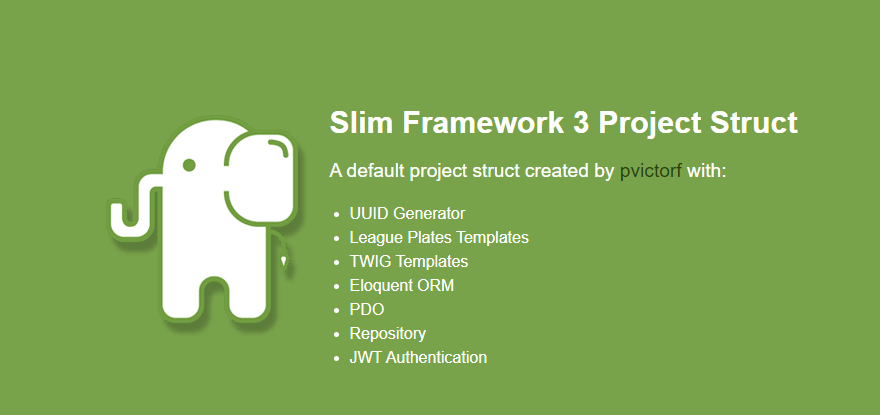 Slim Framework 3 Project Struct
A default project struct created by pvictorf with:
UUID Generator
League Plates Templates
TWIG Templates
Eloquent ORM
PDO
Repository
JWT Authentication